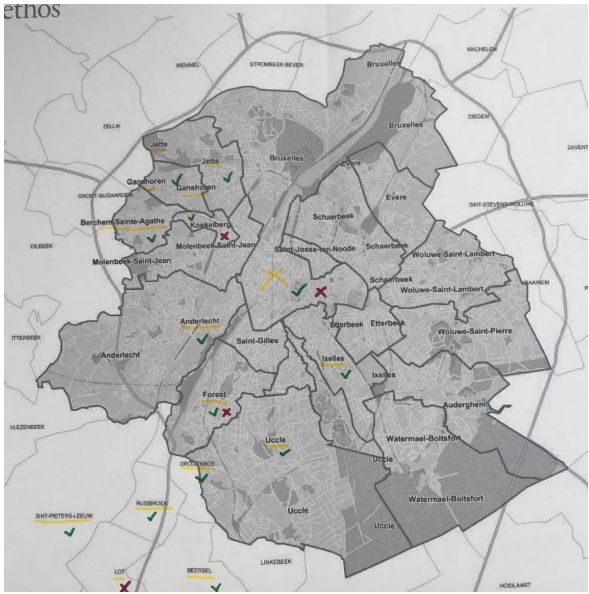 ethos
Bruxelles
MACHELEN
WEMMEL
STROMBEEK-BEVER
DIEGEM
ZELLIK
Bruxelles
Jette
ZAVENT
Jette
Bruxelles
Evere
Ganshoren
Ganshoren
GROOT-BIJGAARDEN
Evere
SINT-STEVENS-WOLUWE
Berchem-Sainte-Agathe
Koekelberg
Schaerbeek
DILBEEK
Molenbeek-Saint-Jean
Saint-Josse-ten-Noode
Schaerbeek
Woluwe-Saint-Lambert
Molenbeek-Saint-Jean
Schaerbeek
Woluwe-Saint-Lambert
Anderlecht
Etterbeek
Etterbeek
Woluwe-Saint-Pierre
ITTERBEEK
Saint-Gilles
Anderlecht
Ixelles
Ixelles
Forest
Auderghem
VLEZENBEEK
Uccle
Watermael-Boitsfort
DROGENBOS
Uccle
Watermael-Boitsfort
RUISBROEK
Uccle
SINT-PIETERS-LEEUW
Uccle
LINKEBEEK
LOT
BEERSEL
HOEILAART